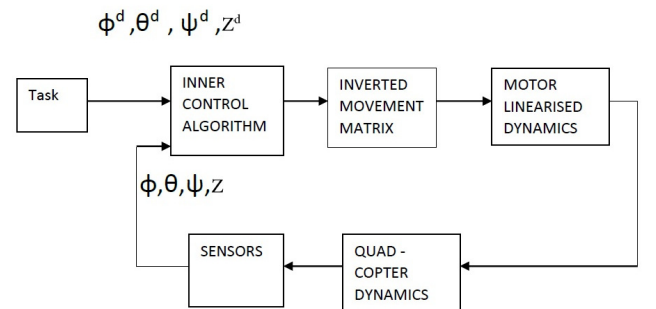 ϕᵈ ,θᵈ , ψᵈ ,zᵈ
Task
INNER
CONTROL
ALGORITHM
INVERTED
MOVEMENT
MATRIX
MOTOR
LINEARISED
DYNAMICS
ϕ,θ,ψ,z
SENSORS
QUAD -
COPTER
DYNAMICS